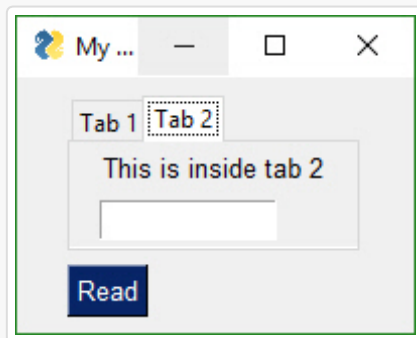 My ...
Tab 1 Tab 2
This is inside tab 2
Read